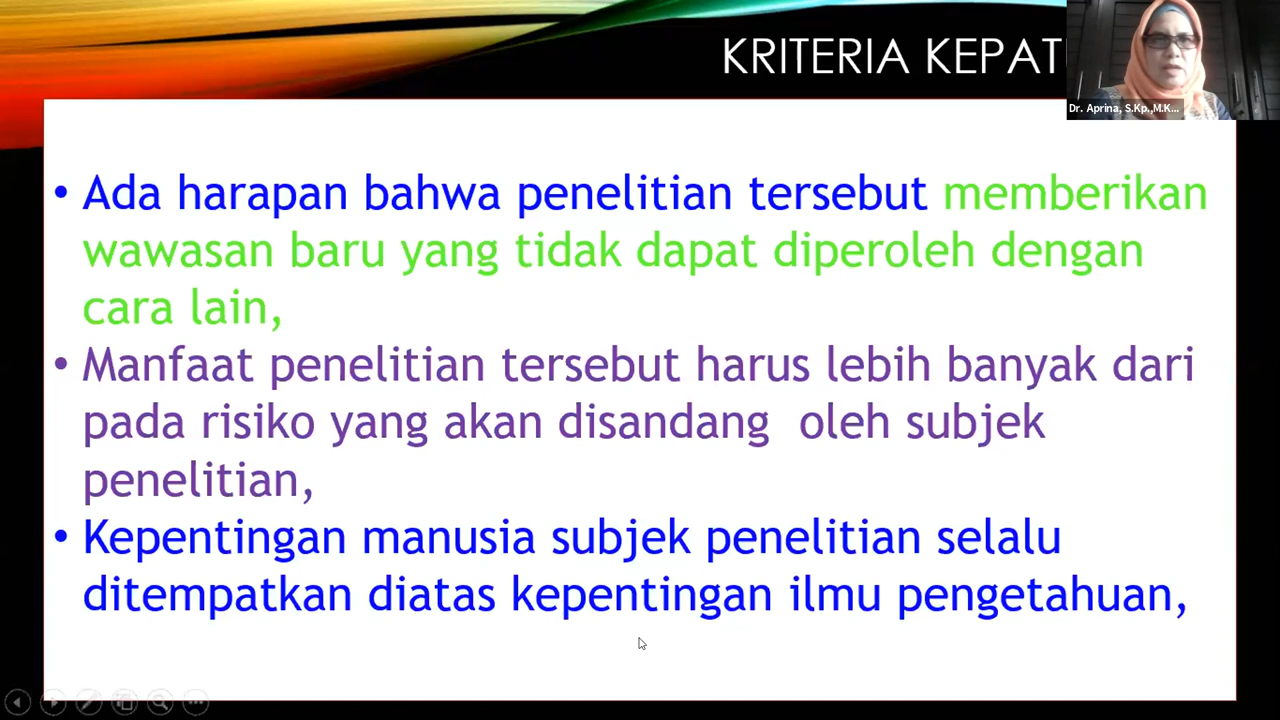 KRITERIA KEPAT
Dr. Aprina, S.Kp.,M.K...
• Ada harapan bahwa penelitian tersebut memberikan
wawasan baru yang tidak dapat diperoleh dengan
cara lain,
• Manfaat penelitian tersebut harus lebih banyak dari
pada risiko yang akan disandang oleh subjek
penelitian,
• Kepentingan manusia subjek penelitian selalu
ditempatkan diatas kepentingan ilmu pengetahuan,